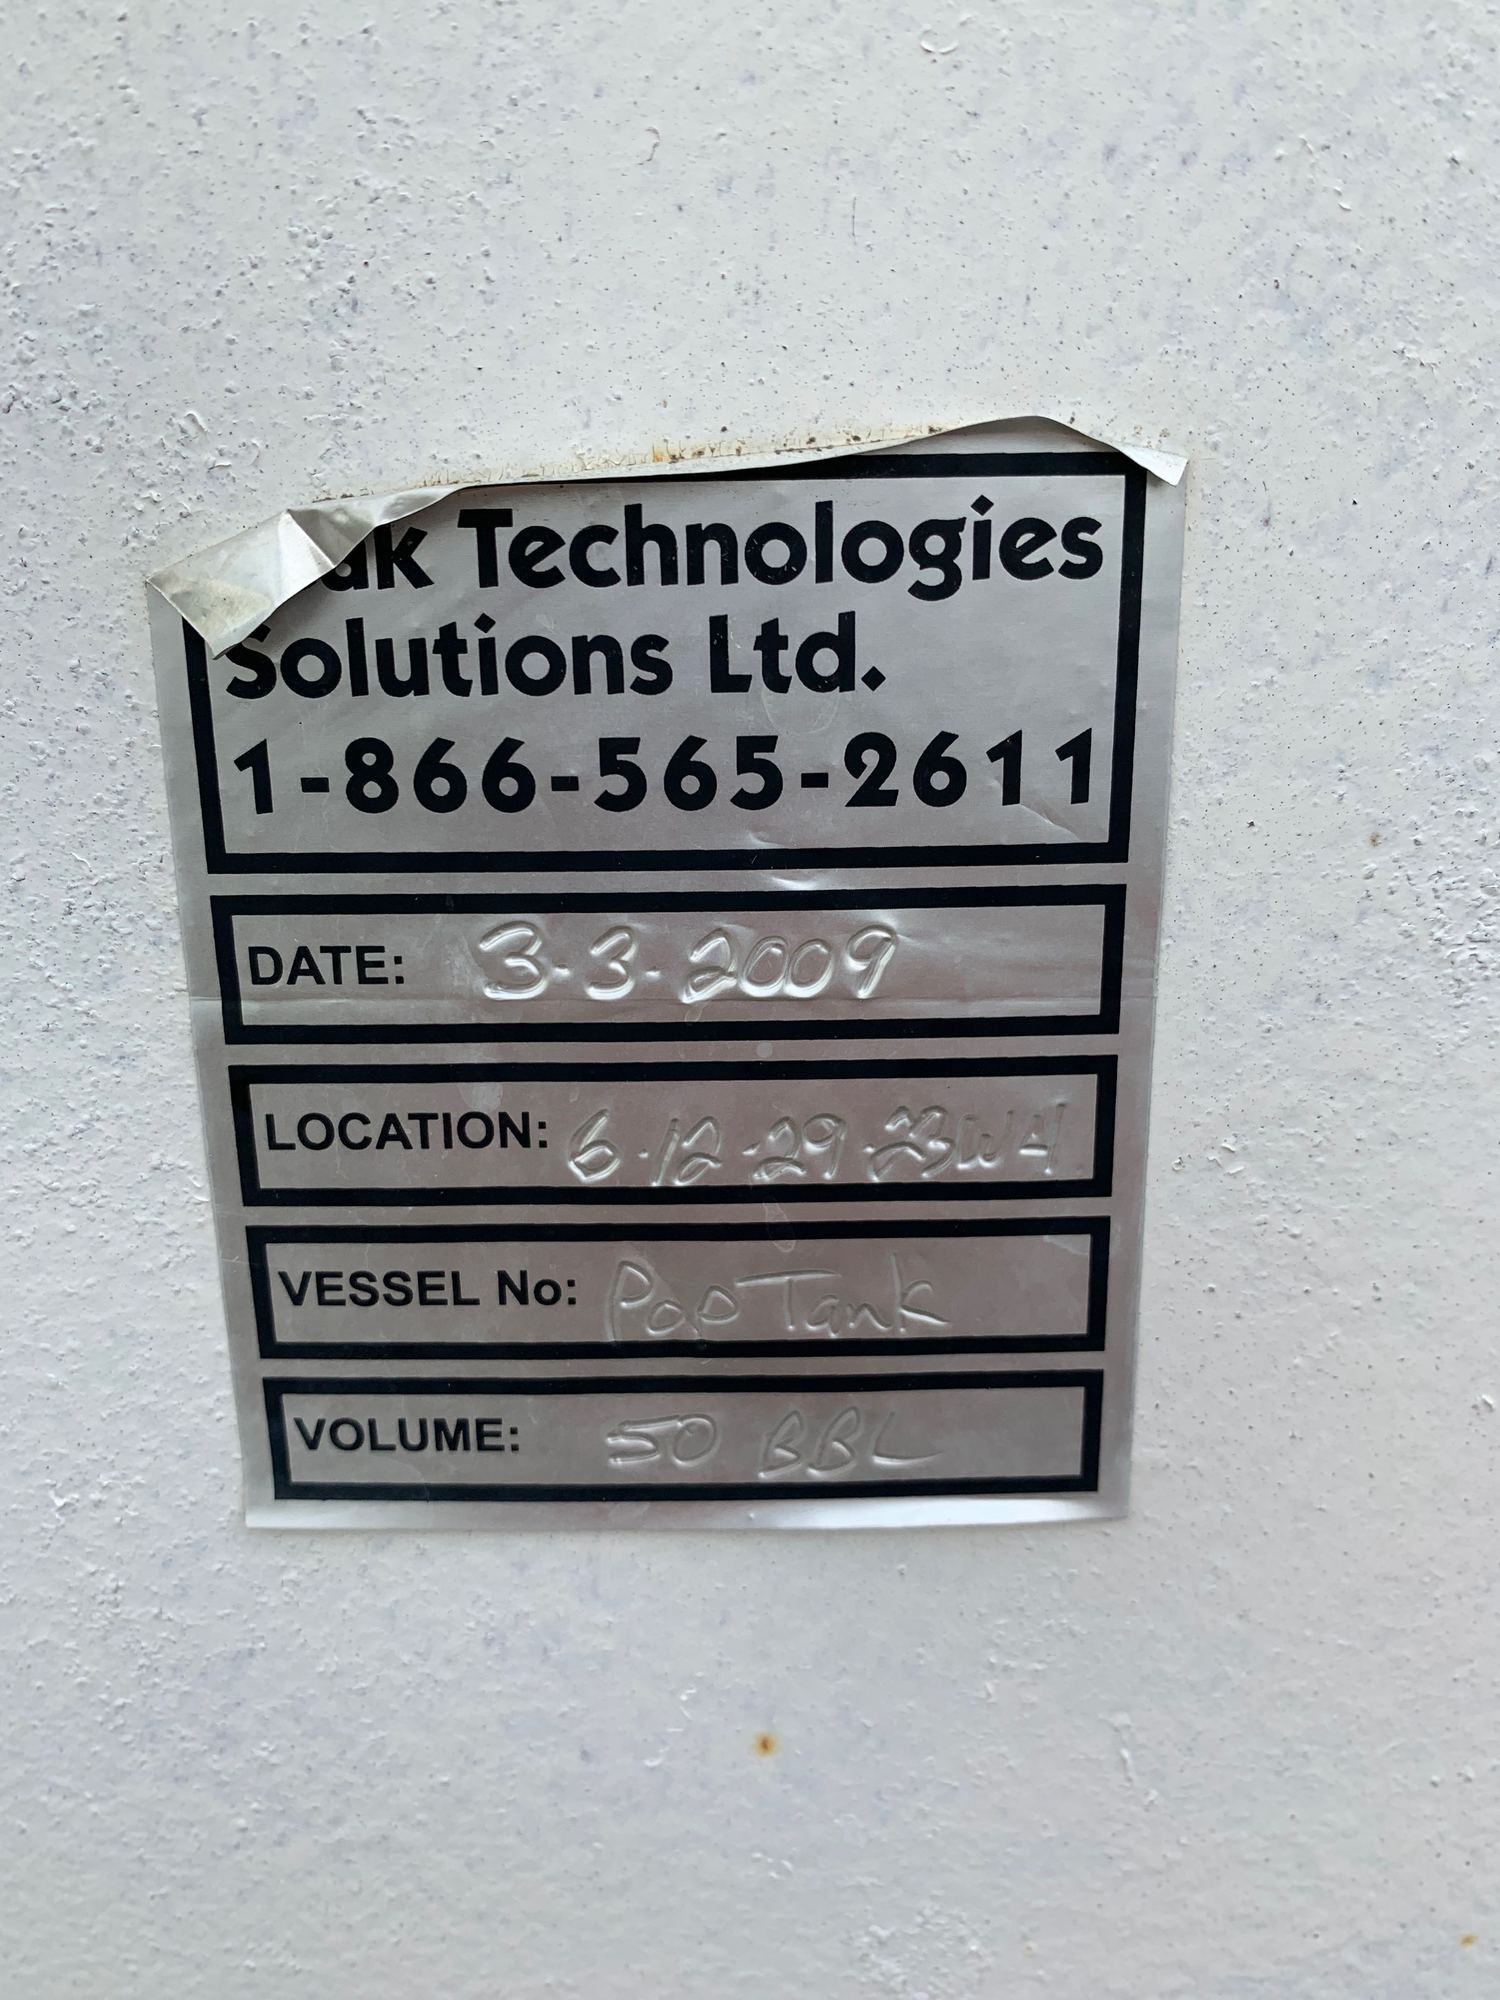 Technologies
Solutions Ltd.
1-866-565-2611
DATE: 3.3.2009
LOCATION: 6.12.29.23W4
VESSEL No: Pop Tank
VOLUME: 50 BBL